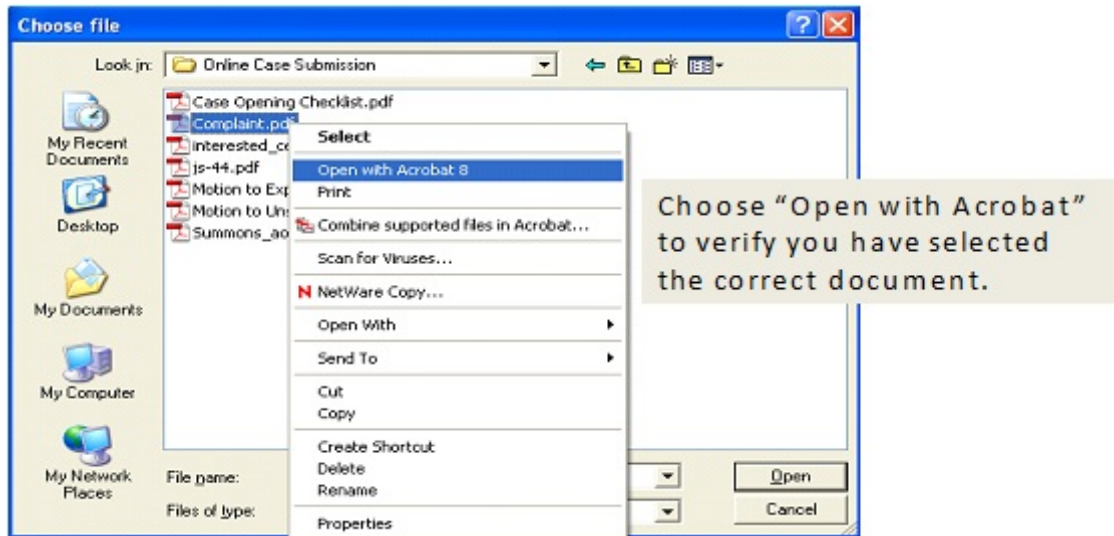 Choose file
Look in:
Online Case Submission
My Recent
Documents
Desktop
My Documents
My Computer
My Network
Places
Case Opening Checklist.pdf
Complaint.pdf
interested_ce
js-44.pdf
Motion to Exp
Motion to Uns
Summons_ao
Select
Open with Acrobat 8
Print
Combine supported files in Acrobat...
Scan for Viruses...
NetWare Copy...
Open With
Send To
Cut
Copy
Create Shortcut
Delete
Rename
Properties
File name:
Files of type:
Open
Cancel
Choose “Open with Acrobat”
to verify you have selected
the correct document.